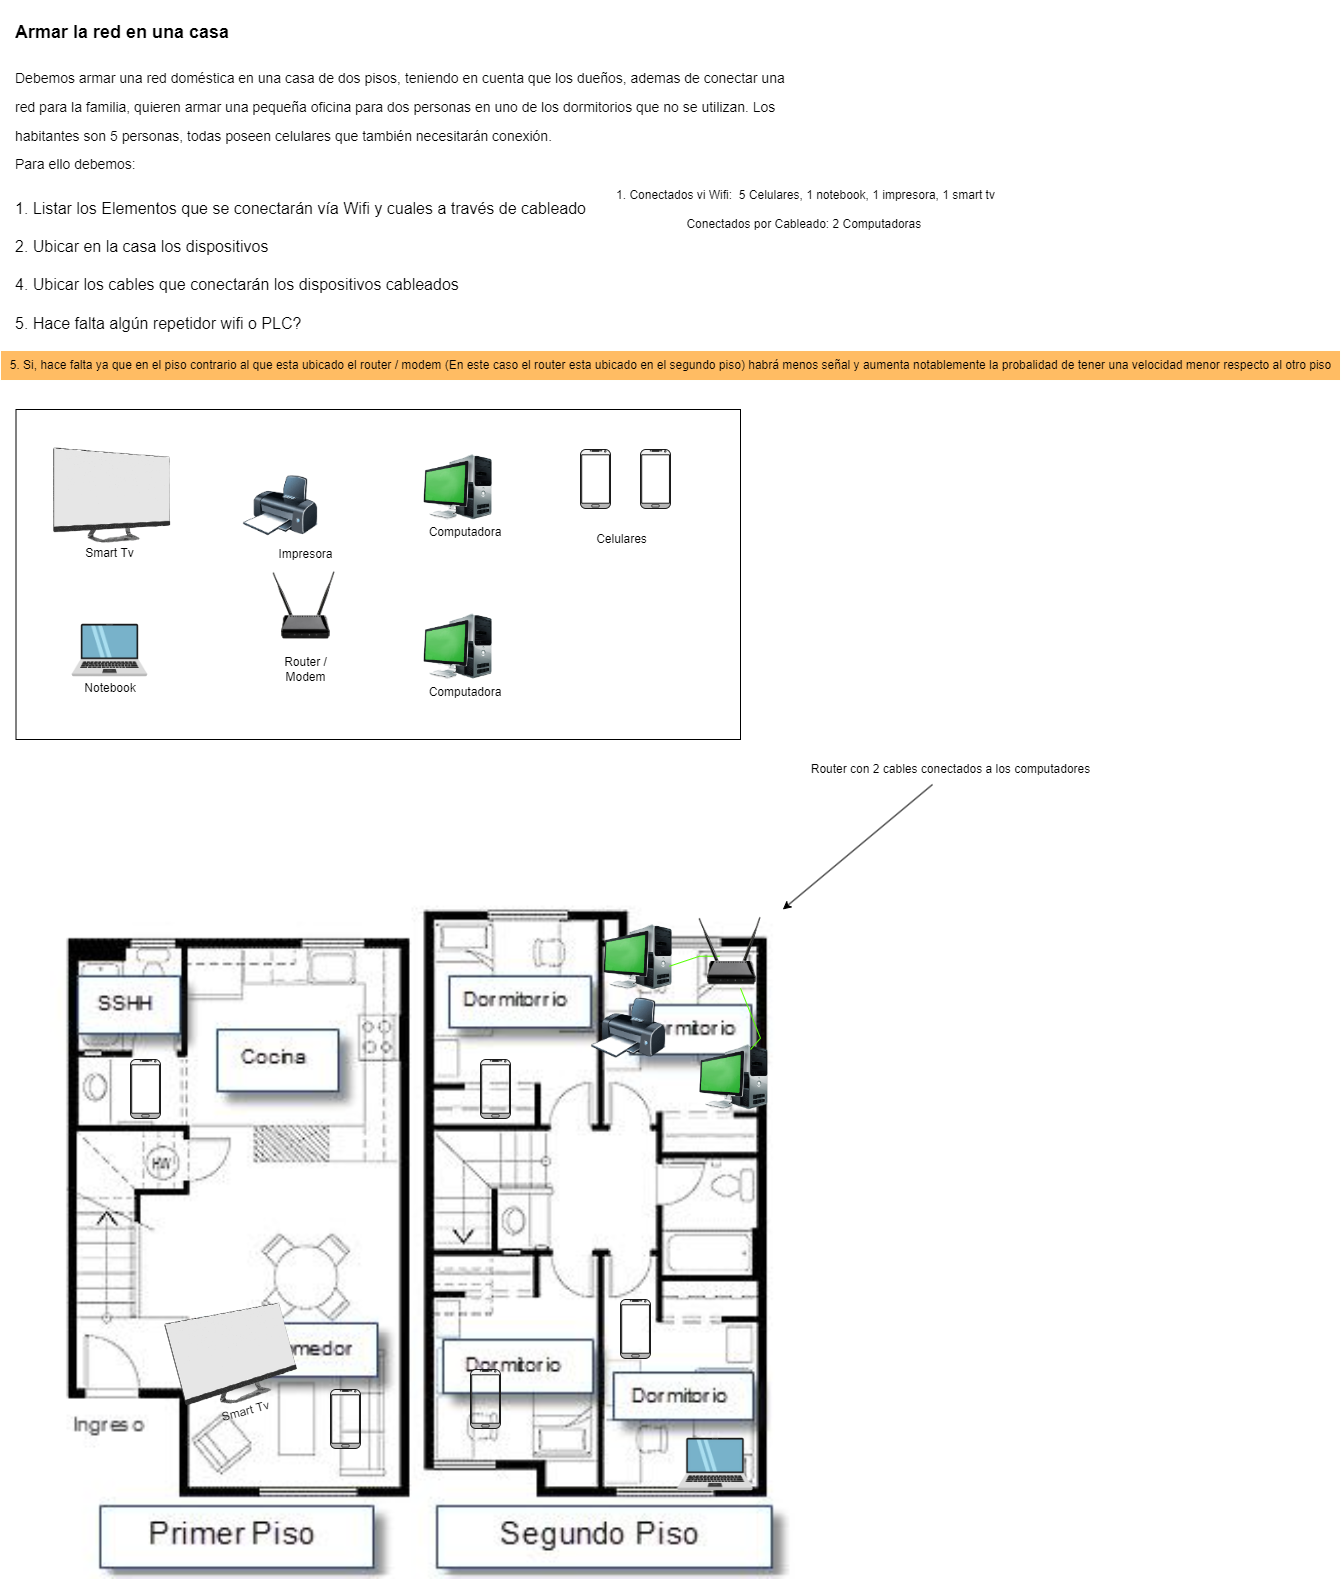 Armar la red en una casa
Debemos armar una red doméstica en una casa de dos pisos, teniendo en cuenta que los dueños, ademas de conectar una
red para la familia, quieren armar una pequeña oficina para dos personas en uno de los dormitorios que no se utilizan. Los
habitantes son 5 personas, todas poseen celulares que también necesitarán conexión.
Para ello debemos:
1. Listar los Elementos que se conectarán vía Wifi y cuales a través de cableado
1. Conectados vi Wifi: 5 Celulares, 1 notebook, 1 impresora, 1 smart tv
Conectados por Cableado: 2 Computadoras
2. Ubicar en la casa los dispositivos
4. Ubicar los cables que conectarán los dispositivos cableados
5. Hace falta algún repetidor wifi o PLC?
5. Si, hace falta ya que en el piso contrario al que esta ubicado el router / modem (En este caso el router esta ubicado en el segundo piso) habrá menos señal y aumenta notablemente la probalidad de tener una velocidad menor respecto al otro piso
Smart Tv
Impresora
Computadora
Celulares
Notebook
Router /
Modem
Computadora
Router con 2 cables conectados a los computadores
SSHH
Cocina
HW
omedor
Smart Tv
Ingreso
Primer Piso
Dormitorrio
rmitorio
Dormitorio
Dormitorio
Segundo Piso